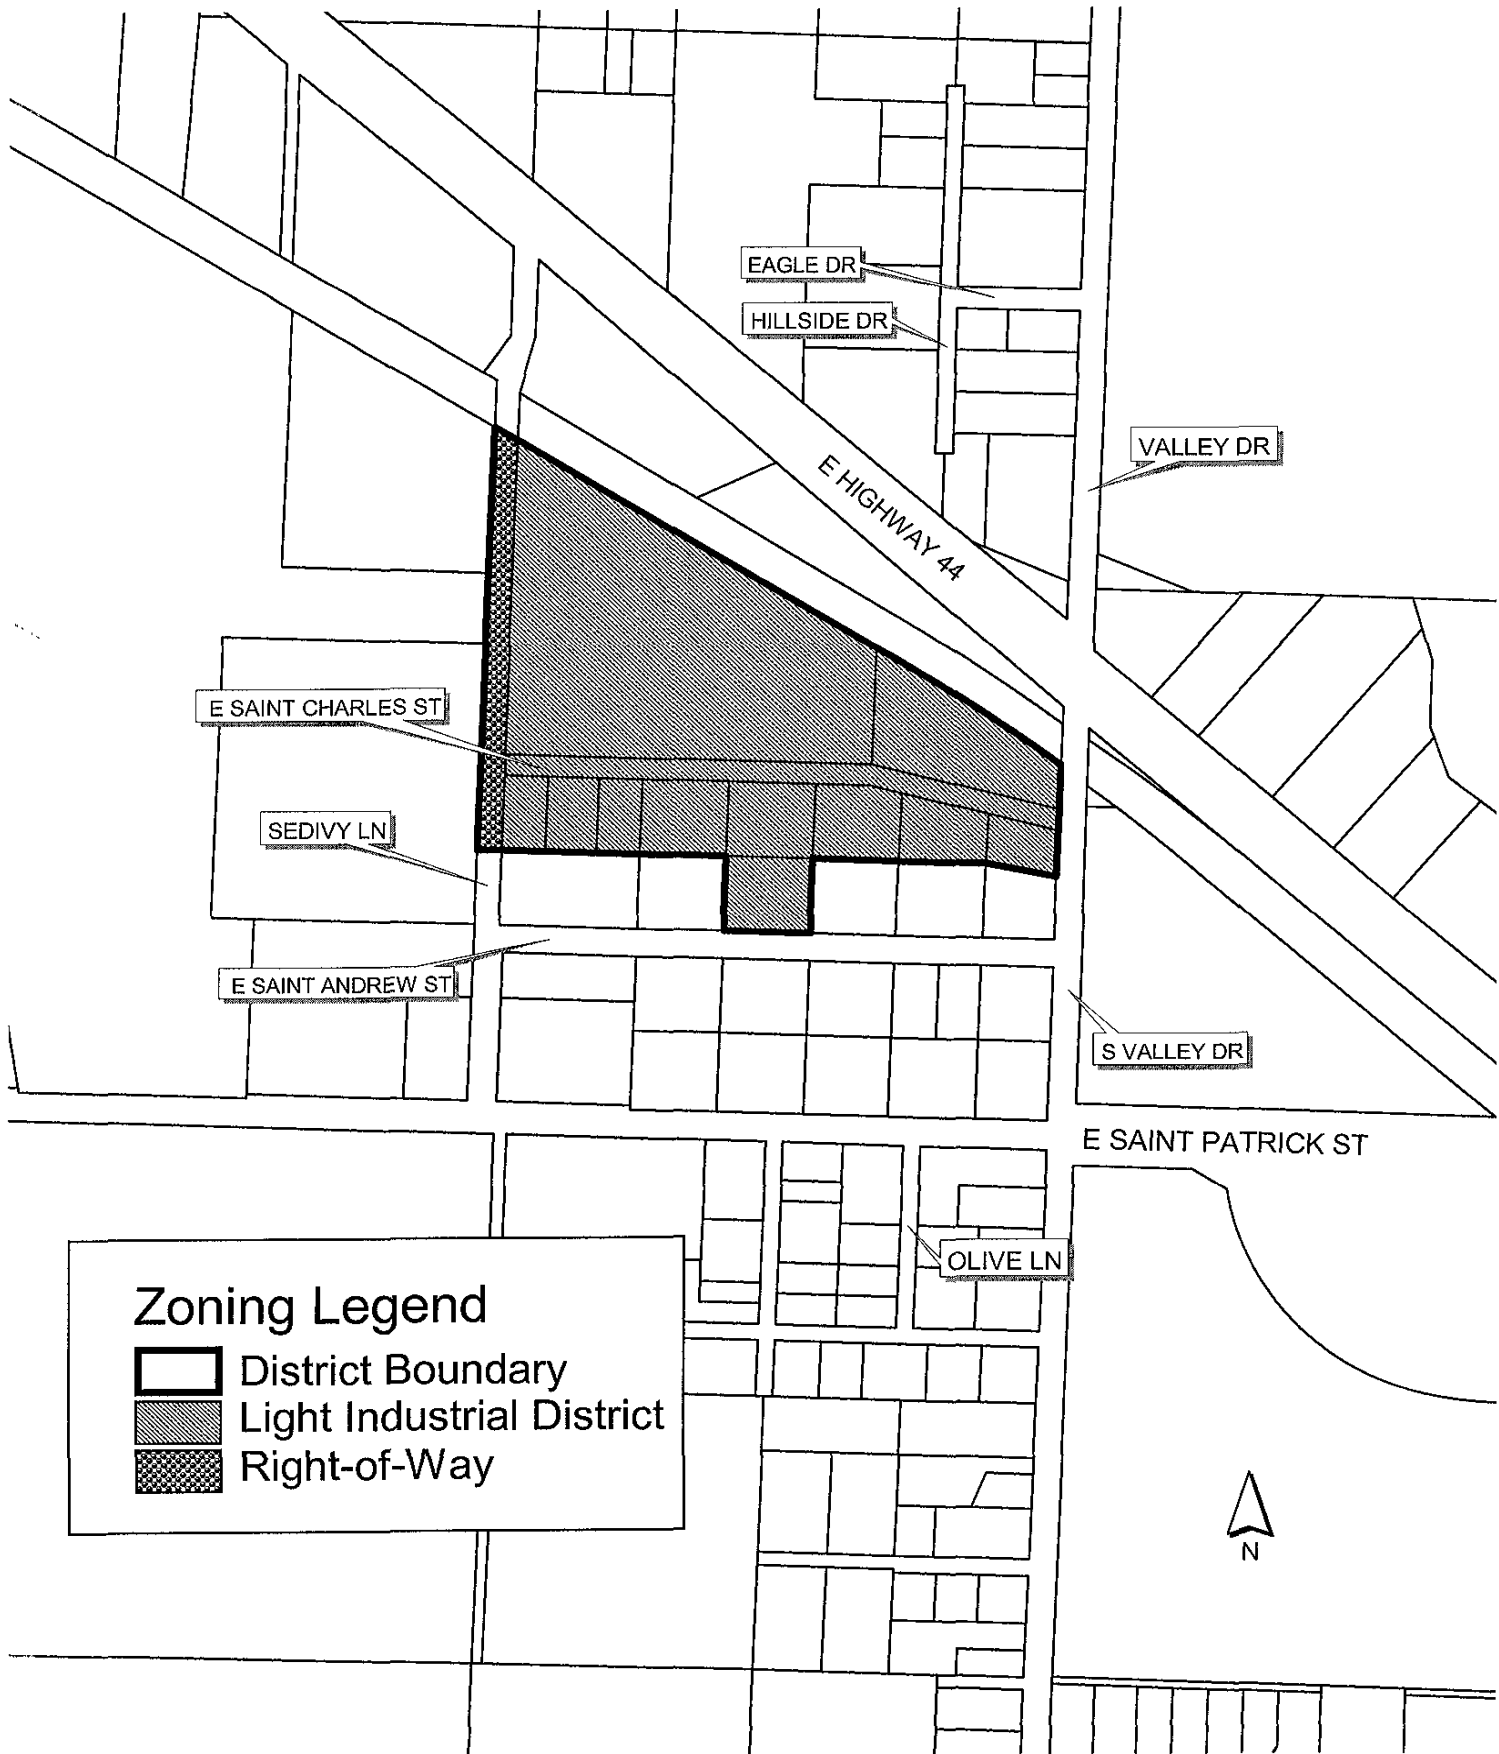 EAGLE DR
HILLSIDE DR
VALLEY DR
E HIGHWAY 44
E SAINT CHARLES ST
SEDIVY LN
E SAINT ANDREW ST
S VALLEY DR
E SAINT PATRICK ST
OLIVE LN
Zoning Legend
District Boundary
Light Industrial District
Right-of-Way
N